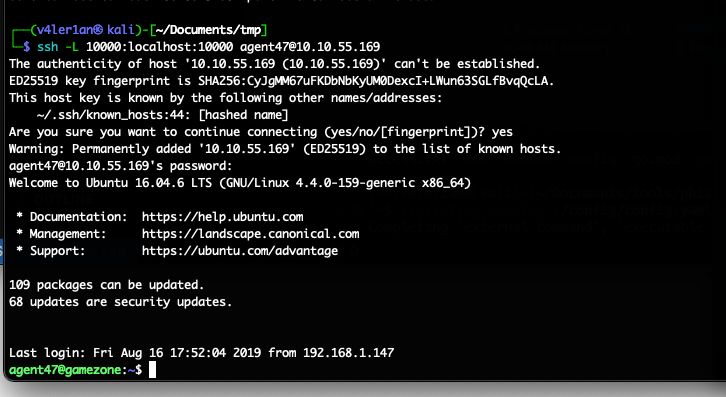 ┌──(v4ler1an㉿kali)-[~/Documents/tmp]
└─$ ssh -L 10000:localhost:10000 agent47@10.10.55.169
The authenticity of host '10.10.55.169 (10.10.55.169)' can't be established.
ED25519 key fingerprint is SHA256:CyJgMM67uFKDbNbKyUM0DexcI+LWun63SGLfBvqQcLA.
This host key is known by the following other names/addresses:
    ~/.ssh/known_hosts:44: [hashed name]
Are you sure you want to continue connecting (yes/no/[fingerprint])? yes
Warning: Permanently added '10.10.55.169' (ED25519) to the list of known hosts.
agent47@10.10.55.169's password:
Welcome to Ubuntu 16.04.6 LTS (GNU/Linux 4.4.0-159-generic x86_64)

 * Documentation:  https://help.ubuntu.com
 * Management:     https://landscape.canonical.com
 * Support:        https://ubuntu.com/advantage

109 packages can be updated.
68 updates are security updates.


Last login: Fri Aug 16 17:52:04 2019 from 192.168.1.147
agent47@gamezone:~$